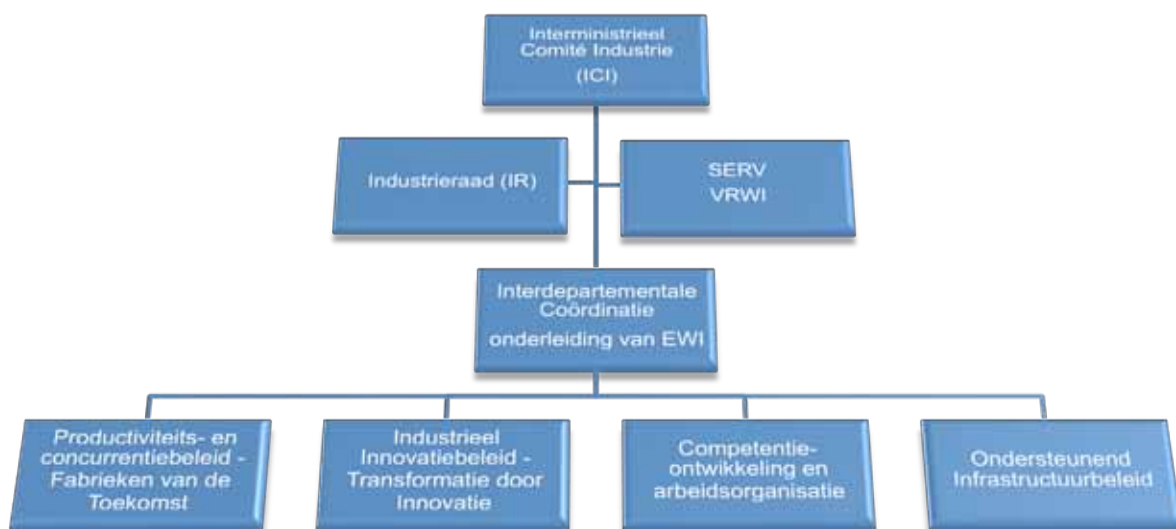 Interministrieel
Comité Industrie
(ICI)
Industrieraad (IR)
SERV
VRWI
Interdepartementale
Coördinatie
onderleiding van EWI
Productiviteits- en
concurrentiebeleid -
Fabrieken van de
Toekomst
Industrieel
Innovatiebeleid -
Transformatie door
Innovatie
Competentie-
ontwikkeling en
arbeidsorganisatie
Ondersteunend
Infrastructuurbeleid